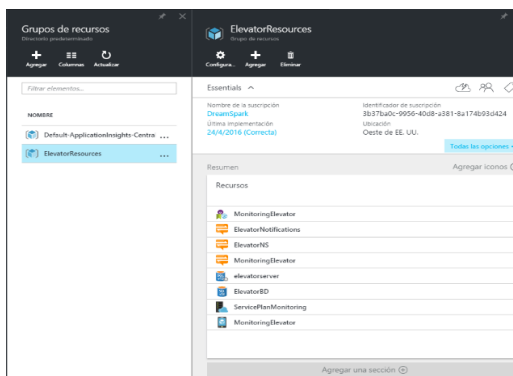 Grupos de recursos
Directorio predeterminado
Agregar Columnas Actualizar
Filtrar elementos...
NOMBRE
Default-ApplicationInsights-Centra ...
ElevatorResources ...
ElevatorResources
Grupo de recursos
Configura... Agregar Eliminar
Essentials
Nombre de la suscripción
DreamSpark
Última implementación
24/4/2016 (Correcta)
Identificador de suscripción
3b37ba0c-9956-40d8-a381-8a174b93d424
Ubicación
Oeste de EE. UU.
Todas las opciones
Resumen
Agregar iconos
Recursos
MonitoringElevator
ElevatorNotifications
ElevatorNS
MonitoringElevator
elevatorserver
ElevatorBD
ServicePlanMonitoring
MonitoringElevator
Agregar una sección